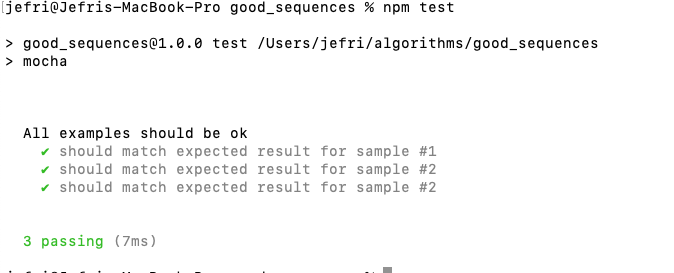 [jefri@Jefris-MacBook-Pro good_sequences % npm test
> good_sequences@1.0.0 test /Users/jefri/algorithms/good_sequences
> mocha
All examples should be ok
✔ should match expected result for sample #1
✔ should match expected result for sample #2
✔ should match expected result for sample #2
3 passing (7ms)